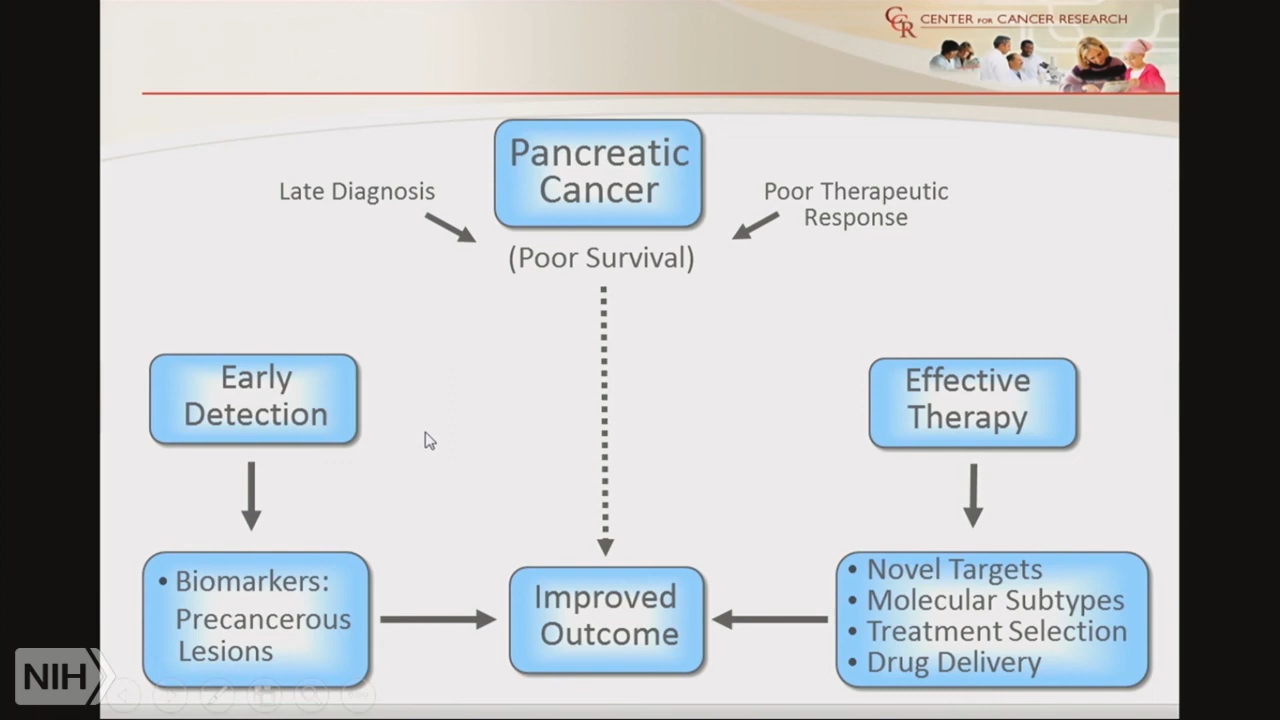 CCR CENTER FOR CANCER RESEARCH
Pancreatic
Cancer
Late Diagnosis
Poor Therapeutic
Response
(Poor Survival)
Early
Detection
Effective
Therapy
• Biomarkers:
Precancerous
Lesions
Improved
Outcome
• Novel Targets
• Molecular Subtypes
• Treatment Selection
• Drug Delivery
NIH